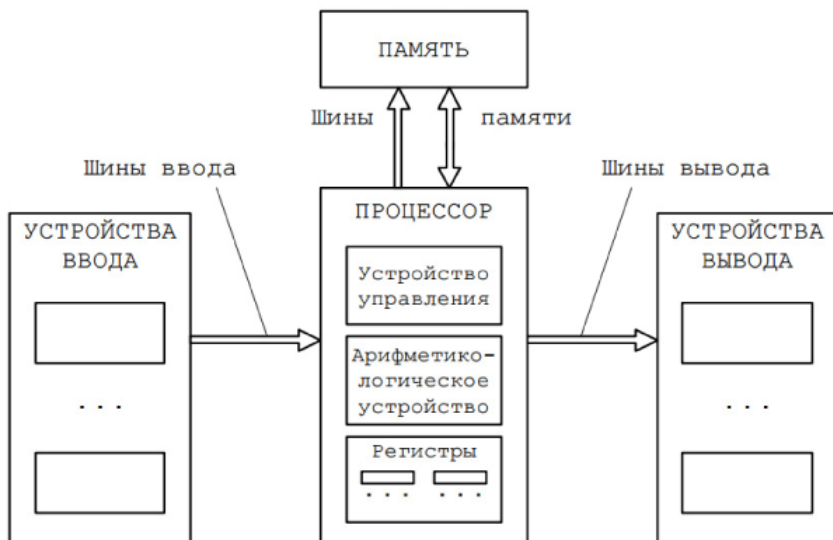 ПАМЯТЬ
Шины памяти
Шины ввода
Шины вывода
УСТРОЙСТВА
ВВОДА
. . .
ПРОЦЕССОР
Устройство
управления
Арифметико-
логическое
устройство
Регистры
. . . . . .
УСТРОЙСТВА
ВЫВОДА
. . .